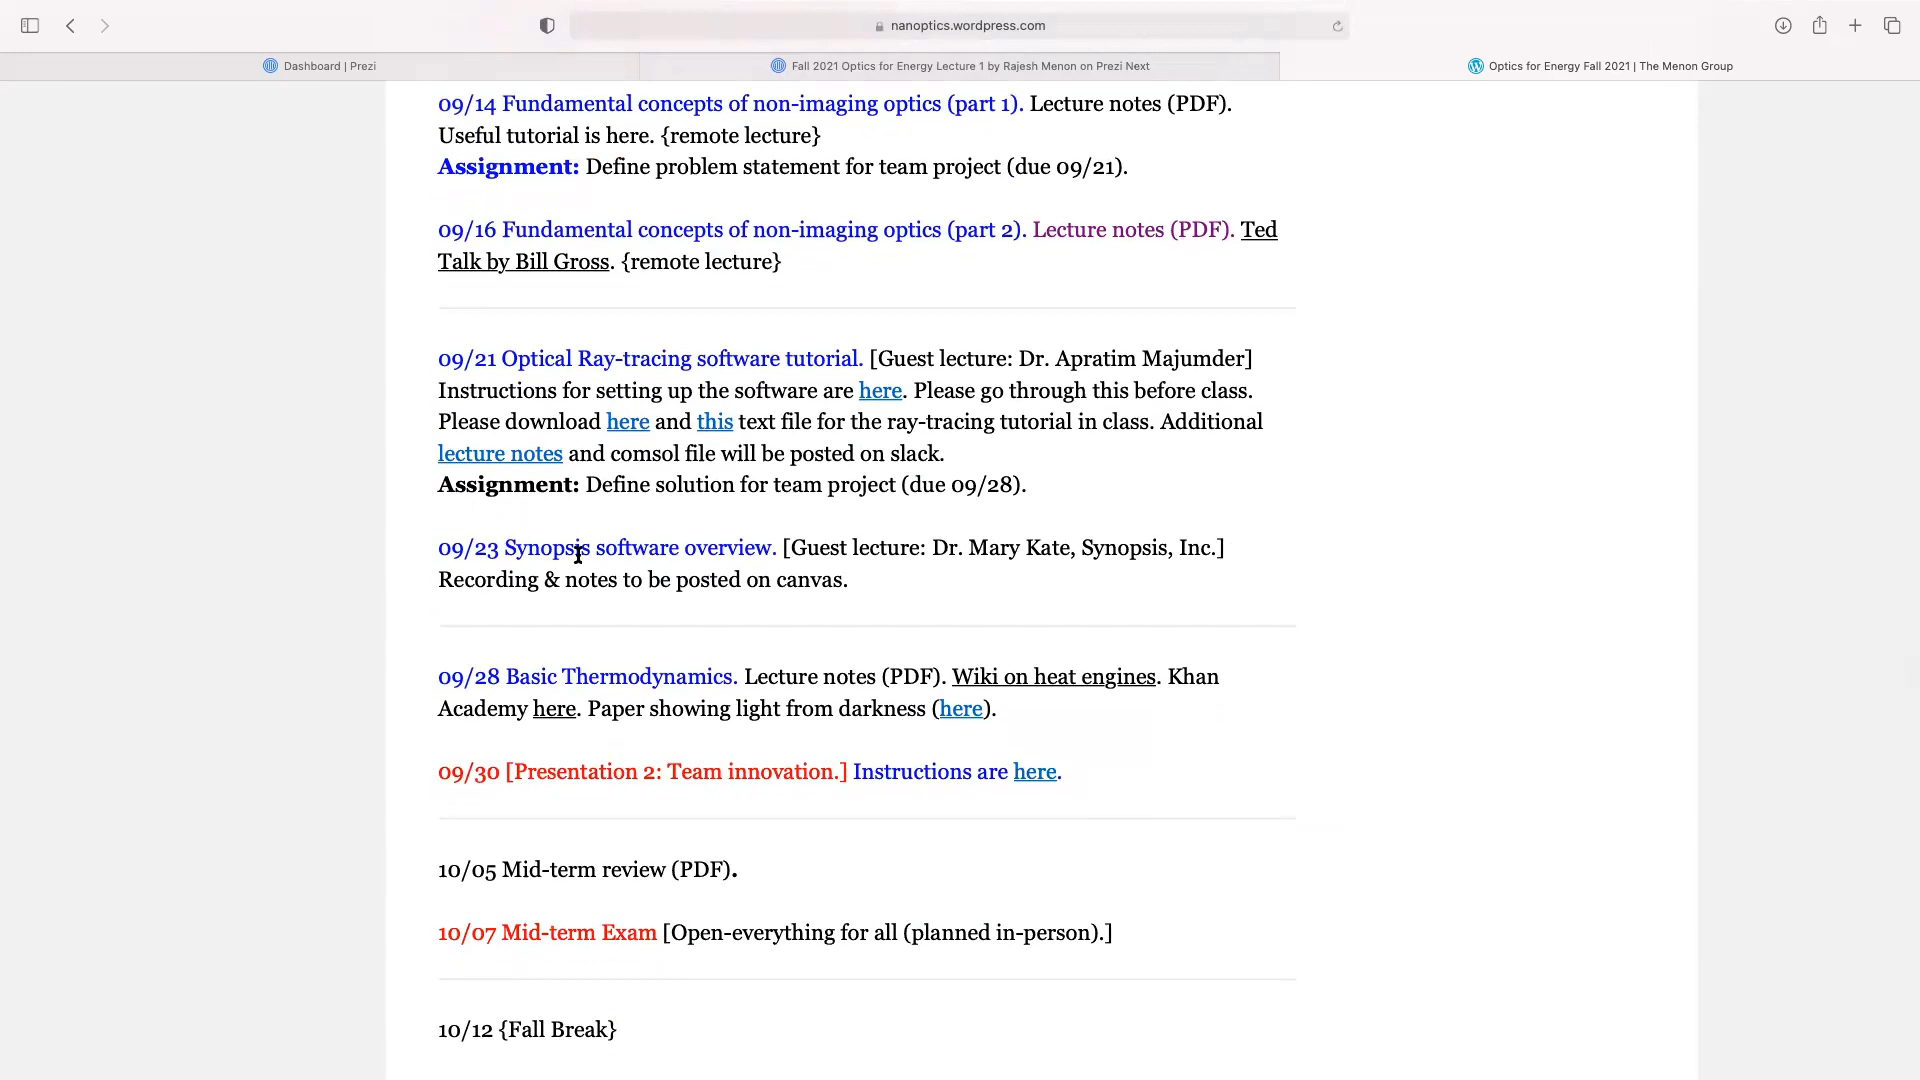 nanoptics.wordpress.com
Dashboard | Prezi
Fall 2021 Optics for Energy Lecture 1 by Rajesh Menon on Prezi Next
Optics for Energy Fall 2021 | The Menon Group
09/14 Fundamental concepts of non-imaging optics (part 1). Lecture notes (PDF).
Useful tutorial is here. {remote lecture}
Assignment: Define problem statement for team project (due 09/21).
09/16 Fundamental concepts of non-imaging optics (part 2). Lecture notes (PDF). Ted
Talk by Bill Gross. {remote lecture}
09/21 Optical Ray-tracing software tutorial. [Guest lecture: Dr. Apratim Majumder]
Instructions for setting up the software are here. Please go through this before class.
Please download here and this text file for the ray-tracing tutorial in class. Additional
lecture notes and comsol file will be posted on slack.
Assignment: Define solution for team project (due 09/28).
09/23 Synopsis software overview. [Guest lecture: Dr. Mary Kate, Synopsis, Inc.]
Recording & notes to be posted on canvas.
09/28 Basic Thermodynamics. Lecture notes (PDF). Wiki on heat engines. Khan
Academy here. Paper showing light from darkness (here).
09/30 [Presentation 2: Team innovation.] Instructions are here.
10/05 Mid-term review (PDF).
10/07 Mid-term Exam [Open-everything for all (planned in-person).]
10/12 {Fall Break}